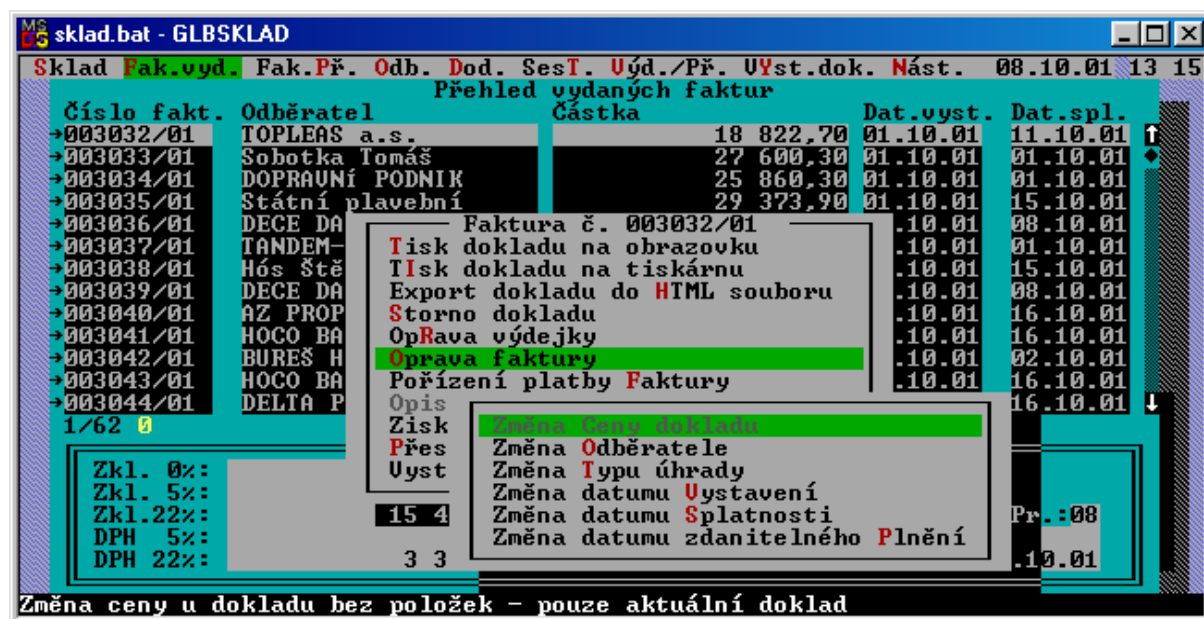 sklad.bat - GLBSKLAD
Sklad Fak.vyd. Fak.Př. Odb. Dod. SesT. Výd./Př. VYst.dok. Nást. 08.10.01 13 15
Přehled vydaných faktur
Číslo fakt. Odběratel Částka Dat.vyst. Dat.spl.
003032/01 TOPLEAS a.s. 18 822,70 01.10.01 11.10.01
003033/01 Sobotka Tomáš 27 600,30 01.10.01 01.10.01
003034/01 DOPRAVNí PODNIK 25 860,30 01.10.01 01.10.01
003035/01 Státní plavební 29 373,90 01.10.01 15.10.01
003036/01 DECE DA .10.01 08.10.01
003037/01 TANDEM- .10.01 01.10.01
003038/01 Hós Ště .10.01 15.10.01
003039/01 DECE DA .10.01 08.10.01
003040/01 AZ PROP .10.01 16.10.01
003041/01 HOCO BA .10.01 16.10.01
003042/01 BUREŠ H .10.01 02.10.01
003043/01 HOCO BA .10.01 16.10.01
003044/01 DELTA P 16.10.01
1/62 0
Faktura č. 003032/01
Tisk dokladu na obrazovku
TIsk dokladu na tiskárnu
Export dokladu do HTML souboru
Storno dokladu
OpRava výdejky
Oprava faktury
Pořízení platby Faktury
Opis
Zisk
Přes
Vyst
Změna Ceny dokladu
Změna Odběratele
Změna Typu úhrady
Změna datumu Vystavení
Změna datumu Splatnosti
Změna datumu zdanitelného Plnění
Zkl. 0%:
Zkl. 5%:
Zkl.22%: 15 4 Pr.:08
DPH 5%:
DPH 22%: 3 3 .10.01
Změna ceny u dokladu bez položek - pouze aktuální doklad